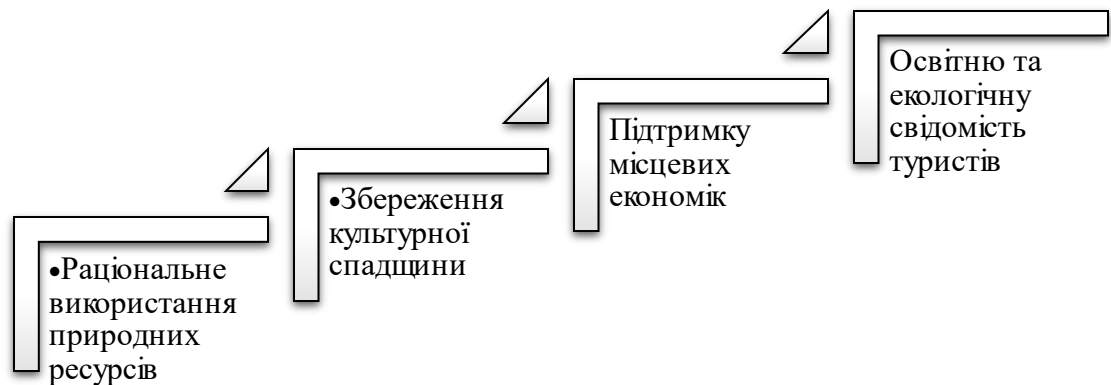 •Раціональне
використання
природних
ресурсів
•Збереження
культурної
спадщини
Підтримку
місцевих
економік
Освітню та
екологічну
свідомість
туристів